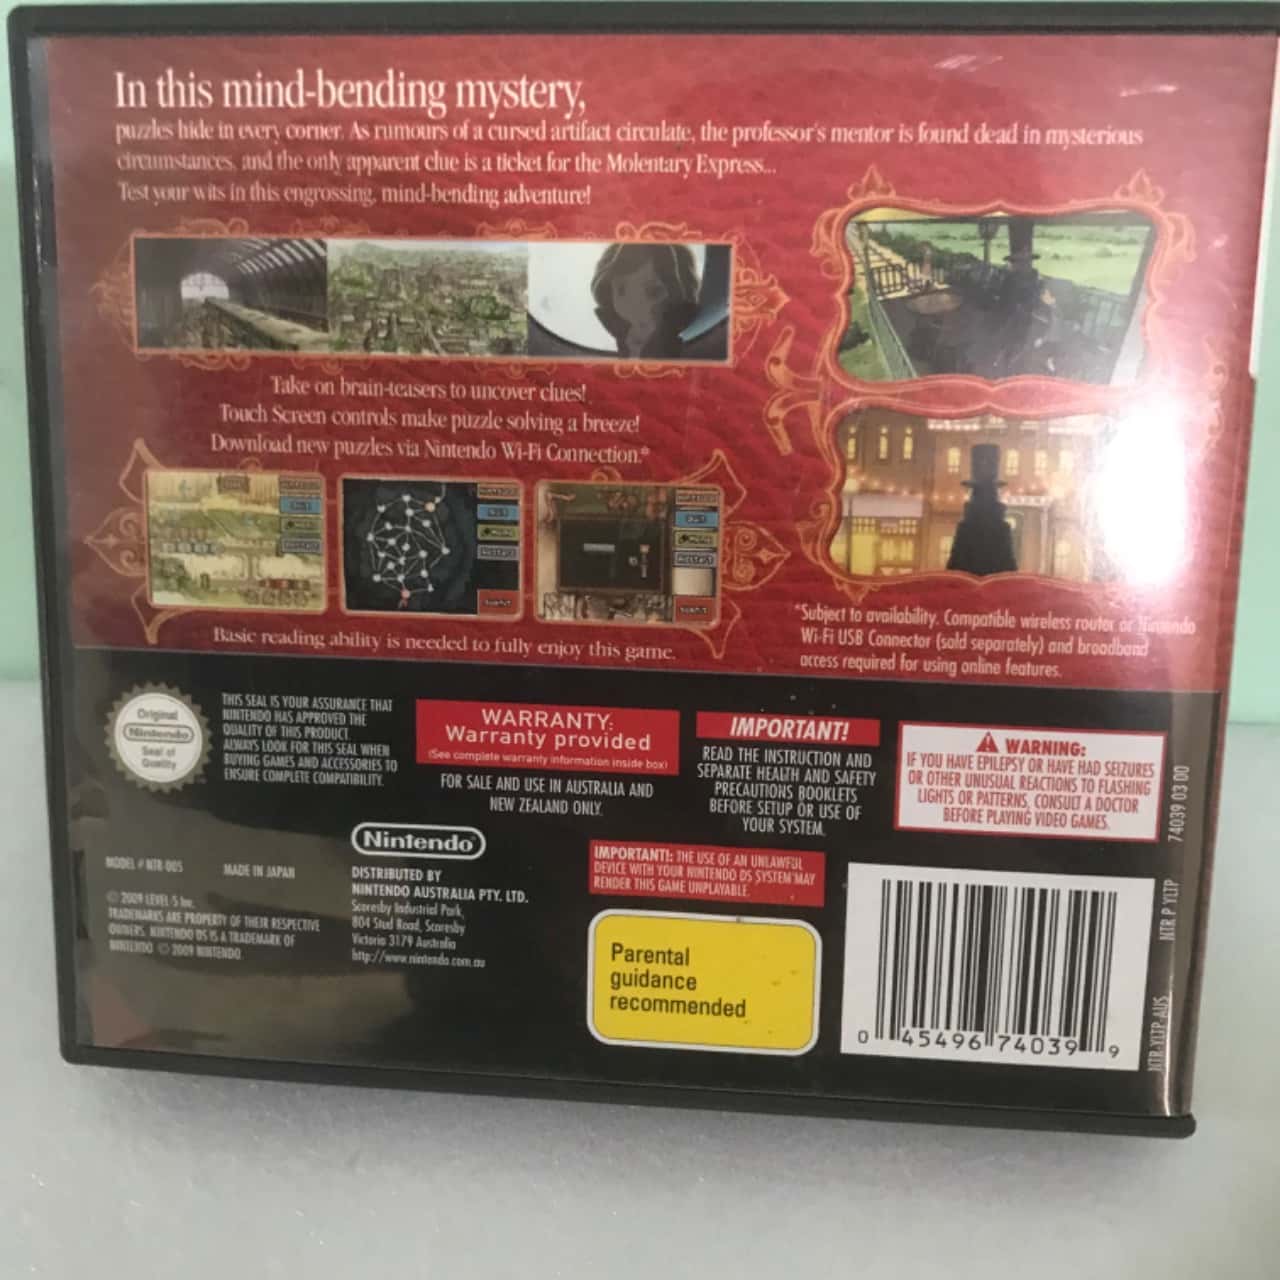 In this mind-bending mystery,
puzzles hide in every corner. As rumours of a cursed artifact circulate, the professor's mentor is found dead in mysterious
circumstances, and the only apparent clue is a ticket for the Molentary Express...
Test your wits in this engrossing, mind-bending adventure!
Take on brain-teasers to uncover clues!
Touch Screen controls make puzzle solving a breeze!
Download new puzzles via Nintendo Wi-Fi Connection.*
Quit
Memo
Restart
Submit
Quit
Memo
Restart
Submit
Basic reading ability is needed to fully enjoy this game.
*Subject to availability. Compatible wireless router or Nintendo
Wi-Fi USB Connector (sold separately) and broadband
access required for using online features.
Original
Nintendo
Seal of
Quality
THIS SEAL IS YOUR ASSURANCE THAT
NINTENDO HAS APPROVED THE
QUALITY OF THIS PRODUCT.
ALWAYS LOOK FOR THIS SEAL WHEN
BUYING GAMES AND ACCESSORIES TO
ENSURE COMPLETE COMPATIBILITY.
WARRANTY:
Warranty provided
(See complete warranty information inside box)
FOR SALE AND USE IN AUSTRALIA AND
NEW ZEALAND ONLY.
IMPORTANT!
READ THE INSTRUCTION AND
SEPARATE HEALTH AND SAFETY
PRECAUTIONS BOOKLETS
BEFORE SETUP OR USE OF
YOUR SYSTEM.
WARNING:
IF YOU HAVE EPILEPSY OR HAVE HAD SEIZURES
OR OTHER UNUSUAL REACTIONS TO FLASHING
LIGHTS OR PATTERNS, CONSULT A DOCTOR
BEFORE PLAYING VIDEO GAMES.
74039 03 00
MODEL # NTR-005
MADE IN JAPAN
© 2009 LEVEL-5 Inc.
TRADEMARKS ARE PROPERTY OF THEIR RESPECTIVE
OWNERS. NINTENDO DS IS A TRADEMARK OF
NINTENDO. © 2009 NINTENDO.
Nintendo®
DISTRIBUTED BY
NINTENDO AUSTRALIA PTY. LTD.
Scoresby Industrial Park,
804 Stud Road, Scoresby
Victoria 3179 Australia
http://www.nintendo.com.au
IMPORTANT!: THE USE OF AN UNLAWFUL
DEVICE WITH YOUR NINTENDO DS SYSTEM MAY
RENDER THIS GAME UNPLAYABLE.
Parental
guidance
recommended
0 45496 74039 9
NTR P YLTP
NTR-YLTP-AUS